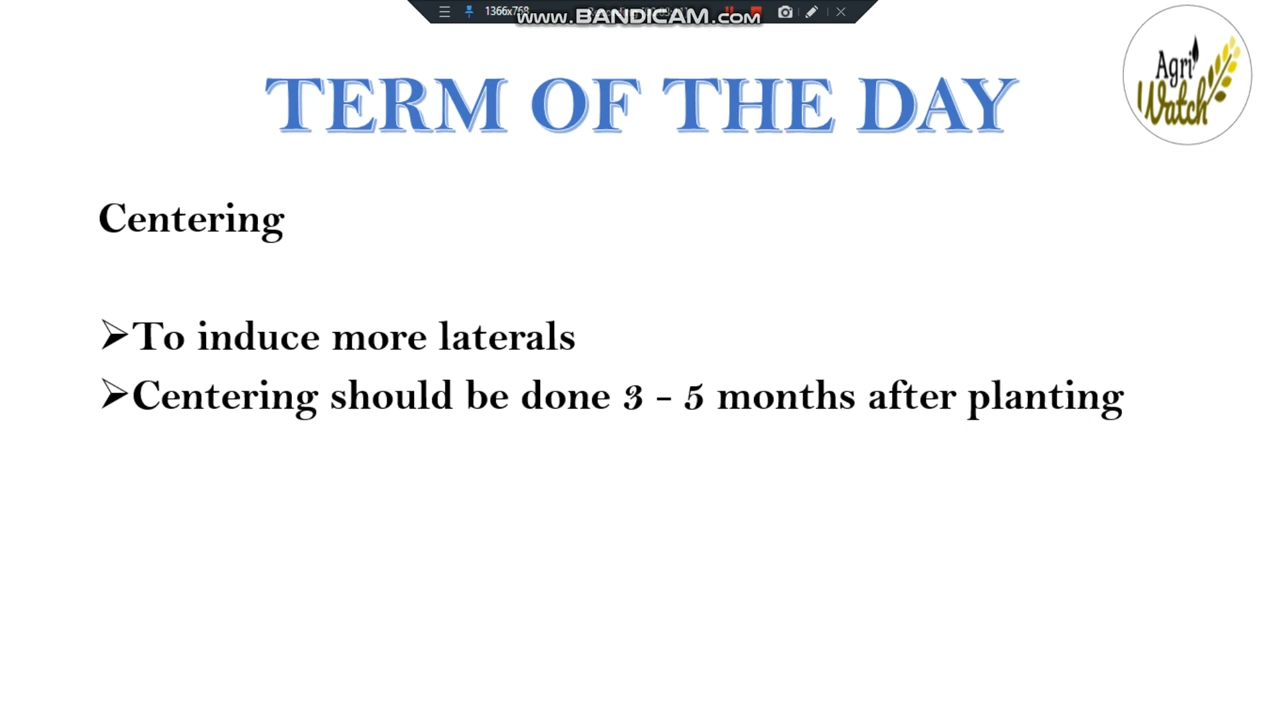 1366x768
www.BANDICAM.com
Agri
Watch
TERM OF THE DAY
Centering
➢To induce more laterals
➢Centering should be done 3 - 5 months after planting